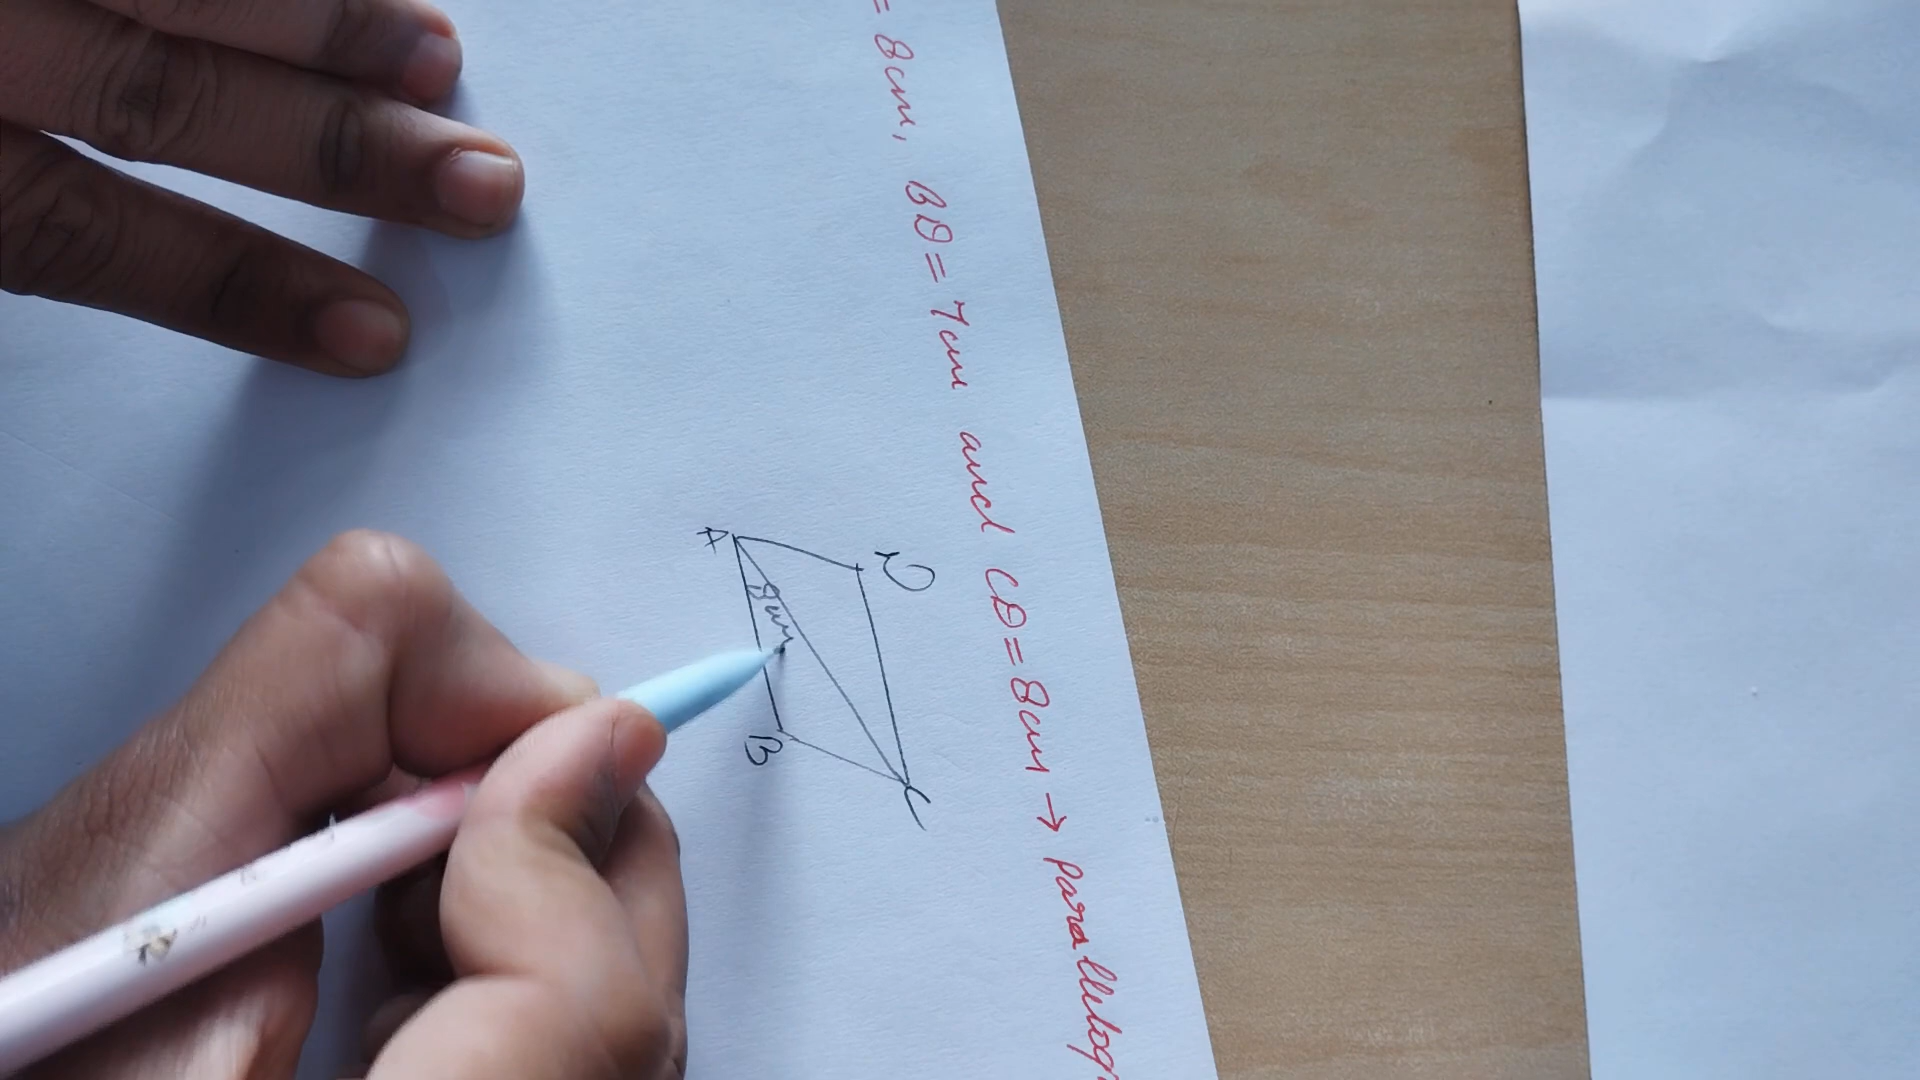 = 8cm, BD = 7cm and CD = 8cm → Parallelog
D
A
8cm
C
B